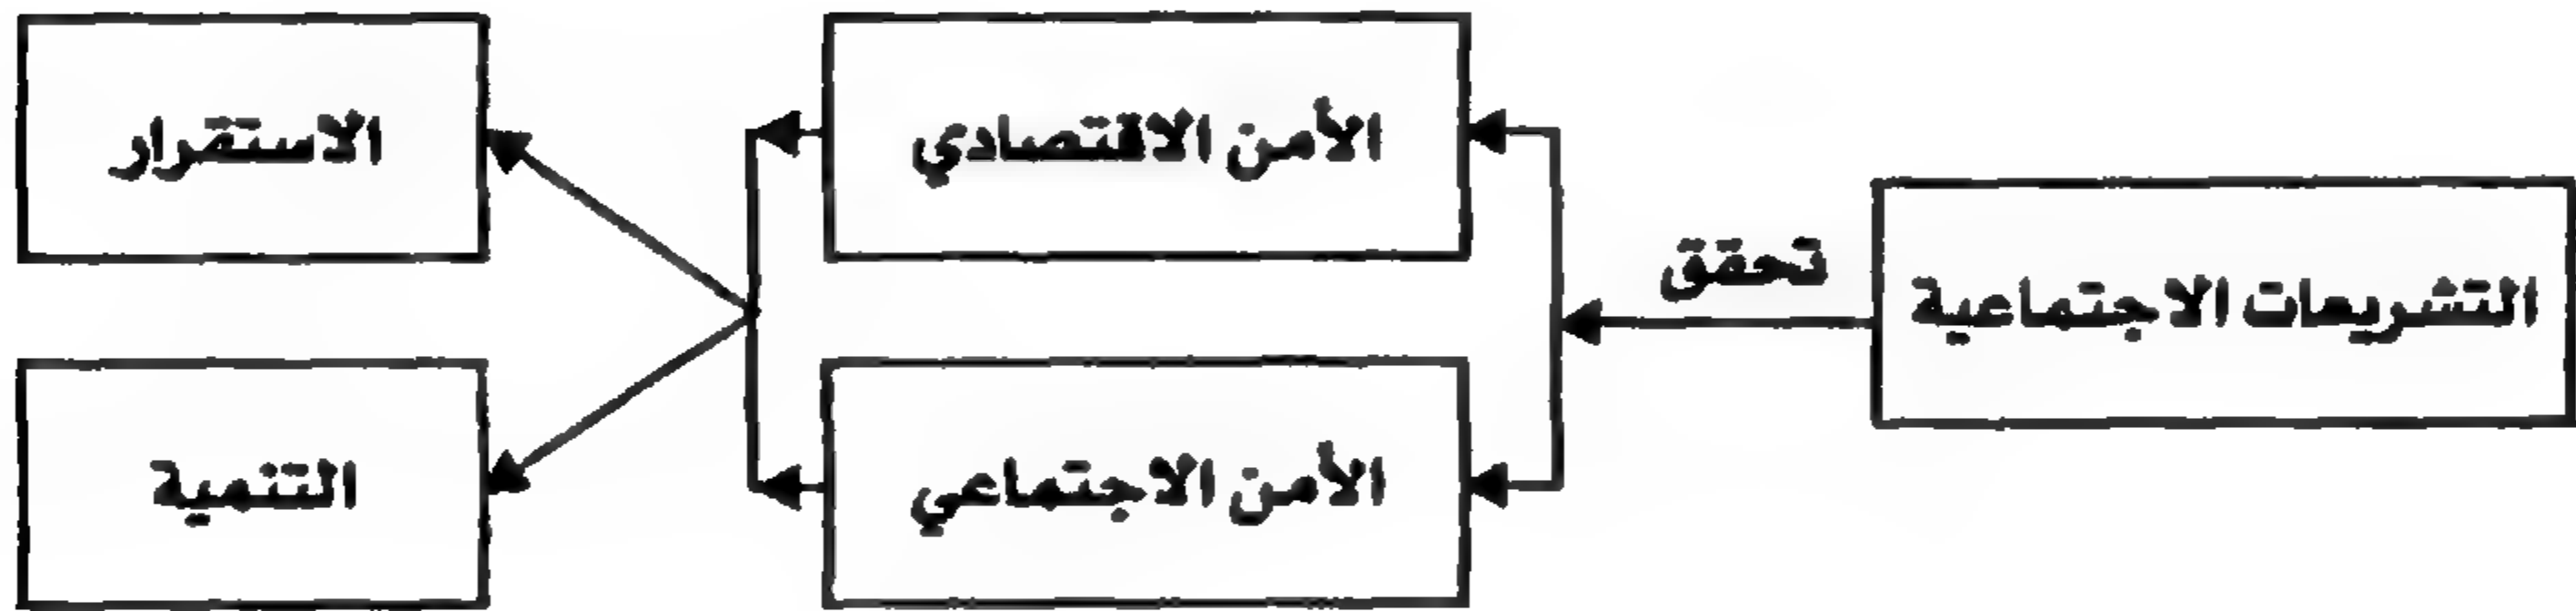 التشريعات الاجتماعية
تحقق
الأمن الاقتصادي
الأمن الاجتماعي
الاستقرار
التنمية